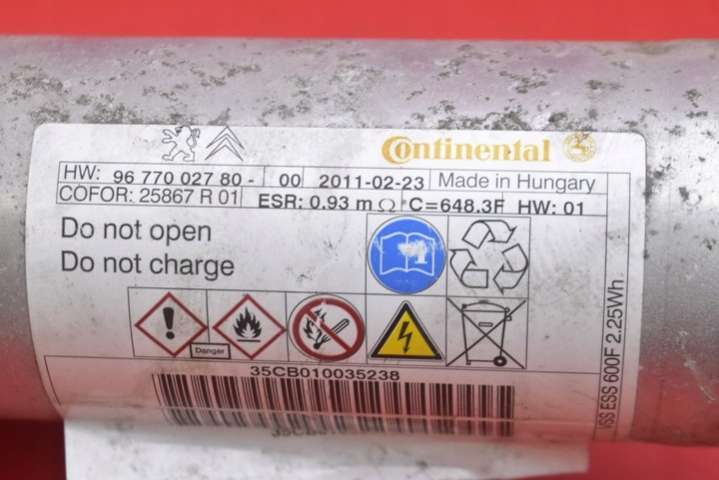 Continental
HW: 96 770 027 80 - 00 2011-02-23 Made in Hungary
COFOR: 25867 R 01 ESR: 0.93 m Ω C=648.3F HW: 01
Do not open
Do not charge
Danger
VSS ESS 600F 2.25Wh
35CB010035238